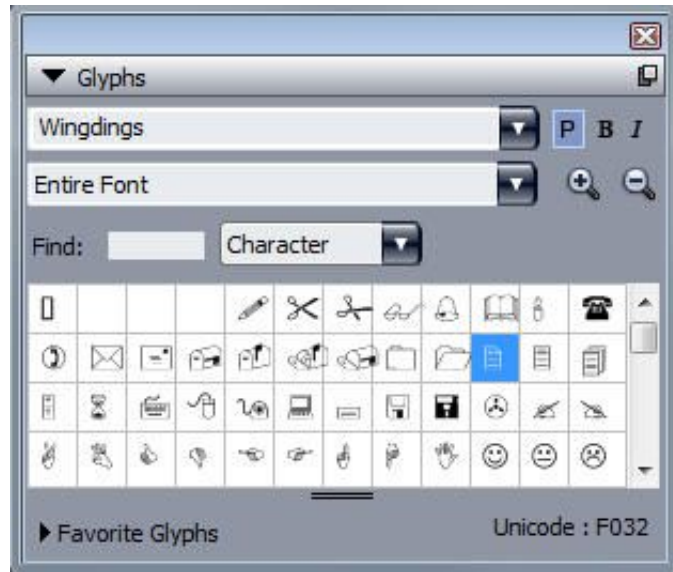 Glyphs
Wingdings
P B I
Entire Font
Find: Character
Favorite Glyphs Unicode : F032